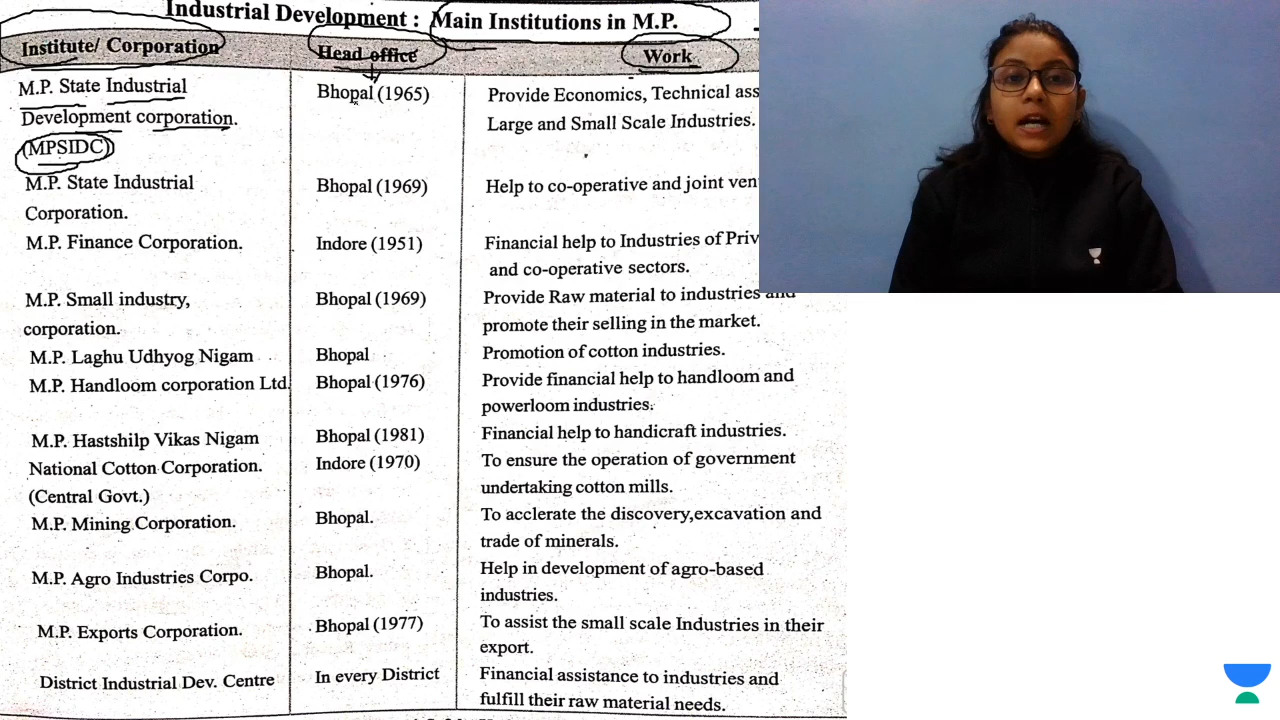 Industrial Development : Main Institutions in M.P.
Institute/ Corporation Head office Work
M.P. State Industrial Bhopal (1965) Provide Economics, Technical ass
Development corporation. Large and Small Scale Industries.
(MPSIDC)
M.P. State Industrial Bhopal (1969) Help to co-operative and joint ven
Corporation.
M.P. Finance Corporation. Indore (1951) Financial help to Industries of Priv
and co-operative sectors.
M.P. Small industry, Bhopal (1969) Provide Raw material to industries and
corporation. promote their selling in the market.
M.P. Laghu Udhyog Nigam Bhopal Promotion of cotton industries.
M.P. Handloom corporation Ltd. Bhopal (1976) Provide financial help to handloom and
powerloom industries.
M.P. Hastshilp Vikas Nigam Bhopal (1981) Financial help to handicraft industries.
National Cotton Corporation. Indore (1970) To ensure the operation of government
(Central Govt.) undertaking cotton mills.
M.P. Mining Corporation. Bhopal. To acclerate the discovery,excavation and
trade of minerals.
M.P. Agro Industries Corpo. Bhopal. Help in development of agro-based
industries.
M.P. Exports Corporation. Bhopal (1977) To assist the small scale Industries in their
export.
District Industrial Dev. Centre In every District Financial assistance to industries and
fulfill their raw material needs.